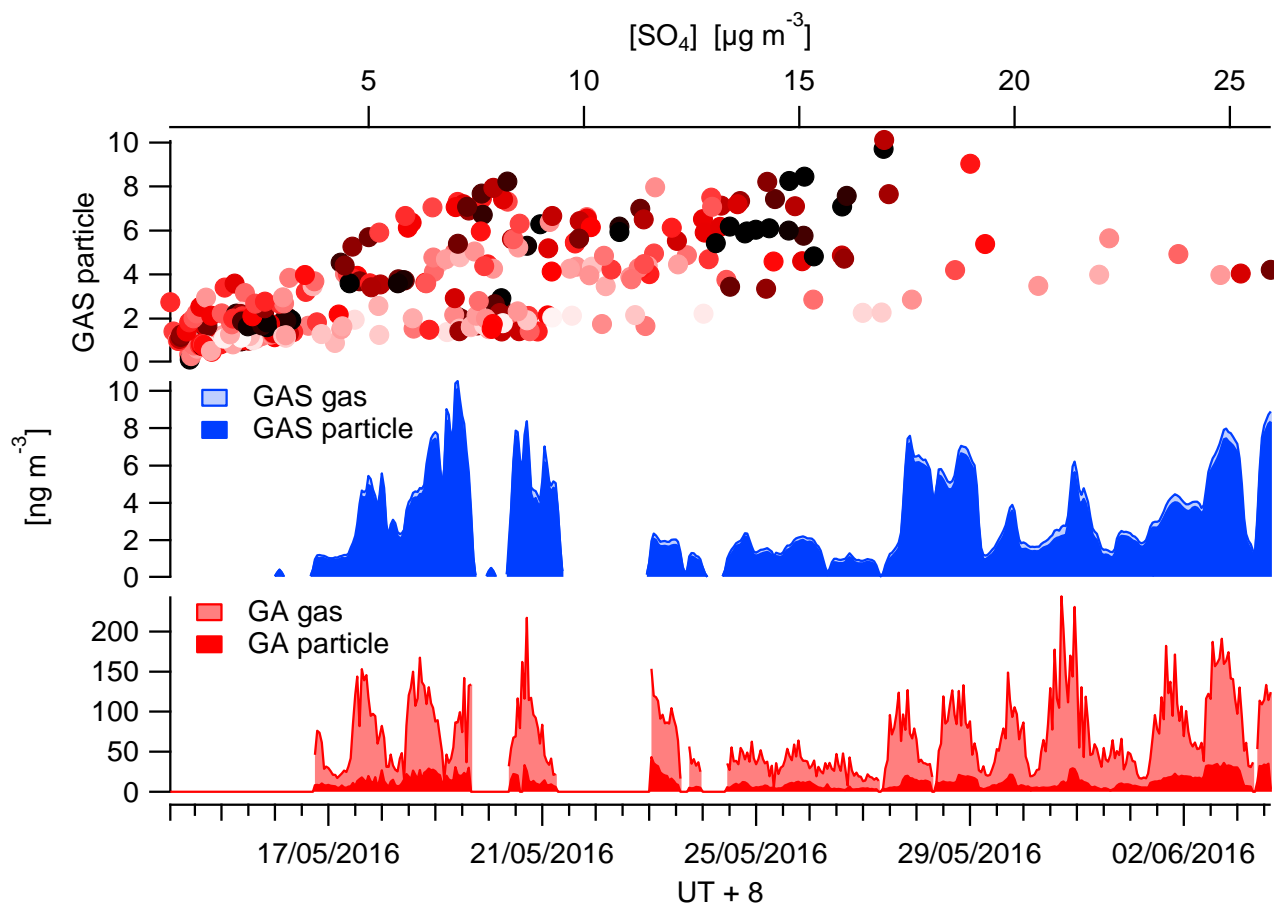 [SO₄] [µg m⁻³]
5 10 15 20 25
GAS particle
10
8
6
4
2
0
[ng m⁻³]
10
8
6
4
2
0
GAS gas
GAS particle
200
150
100
50
0
GA gas
GA particle
17/05/2016 21/05/2016 25/05/2016 29/05/2016 02/06/2016
UT + 8